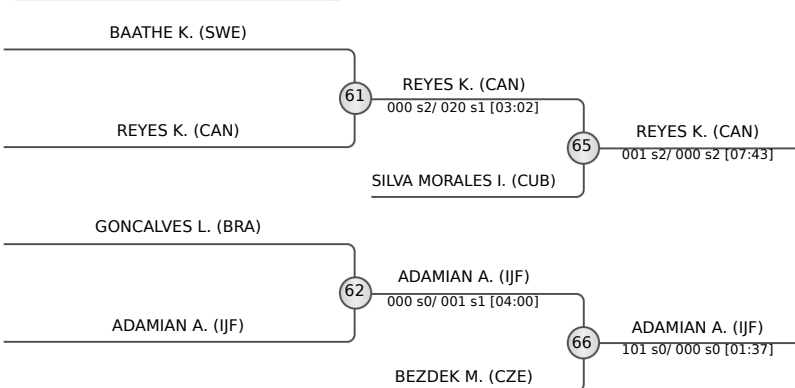 BAATHE K. (SWE)
61
REYES K. (CAN)
000 s2/ 020 s1 [03:02]
REYES K. (CAN)
65
REYES K. (CAN)
001 s2/ 000 s2 [07:43]
SILVA MORALES I. (CUB)
GONCALVES L. (BRA)
62
ADAMIAN A. (IJF)
000 s0/ 001 s1 [04:00]
ADAMIAN A. (IJF)
66
ADAMIAN A. (IJF)
101 s0/ 000 s0 [01:37]
BEZDEK M. (CZE)